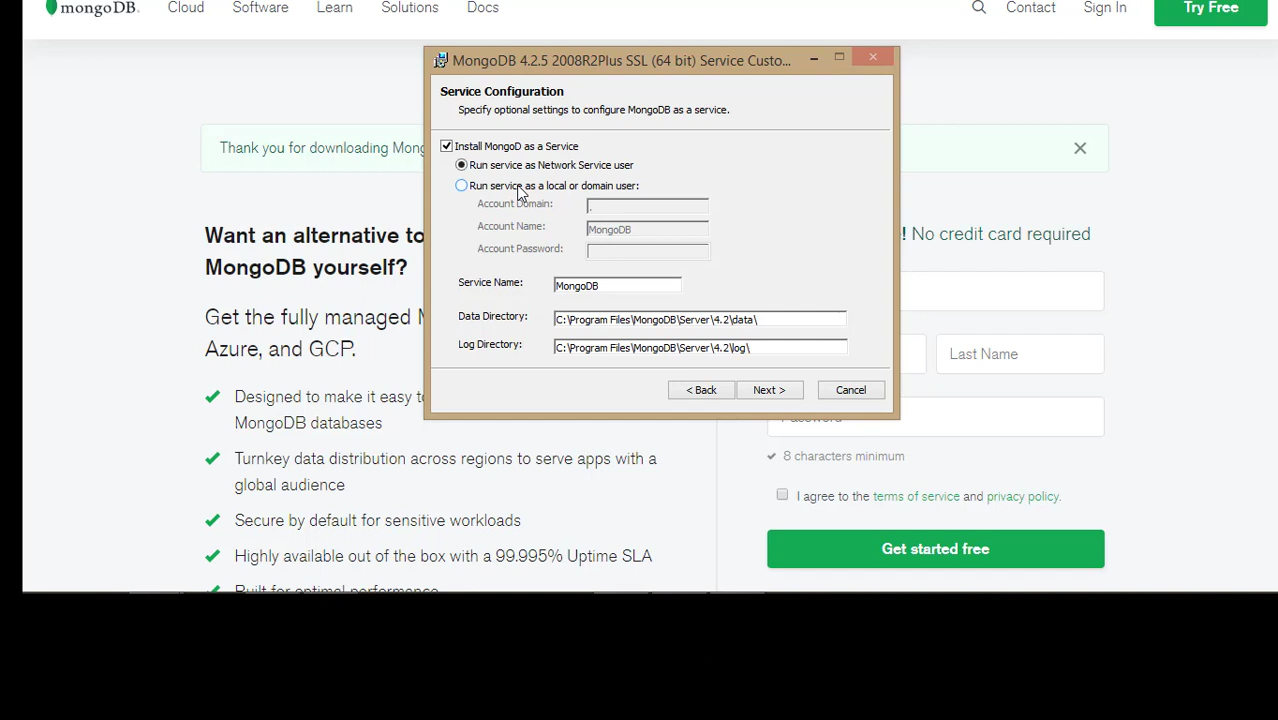 mongoDB.
Cloud
Software
Learn
Solutions
Docs
Contact
Sign In
Try Free
MongoDB 4.2.5 2008R2Plus SSL (64 bit) Service Custo...
Service Configuration
Specify optional settings to configure MongoDB as a service.
Install MongoD as a Service
Run service as Network Service user
Run service as a local or domain user:
Account Domain:
.
Account Name:
MongoDB
Account Password:
Service Name:
MongoDB
Data Directory:
C:\Program Files\MongoDB\Server\4.2\data\
Log Directory:
C:\Program Files\MongoDB\Server\4.2\log\
< Back
Next >
Cancel
Thank you for downloading
Want an alternative to
MongoDB yourself?
Get the fully managed
Azure, and GCP.
Designed to make it easy
MongoDB databases
Turnkey data distribution across regions to serve apps with a
global audience
Secure by default for sensitive workloads
Highly available out of the box with a 99.995% Uptime SLA
Built for optimal performance
! No credit card required
Last Name
Password
8 characters minimum
I agree to the terms of service and privacy policy.
Get started free